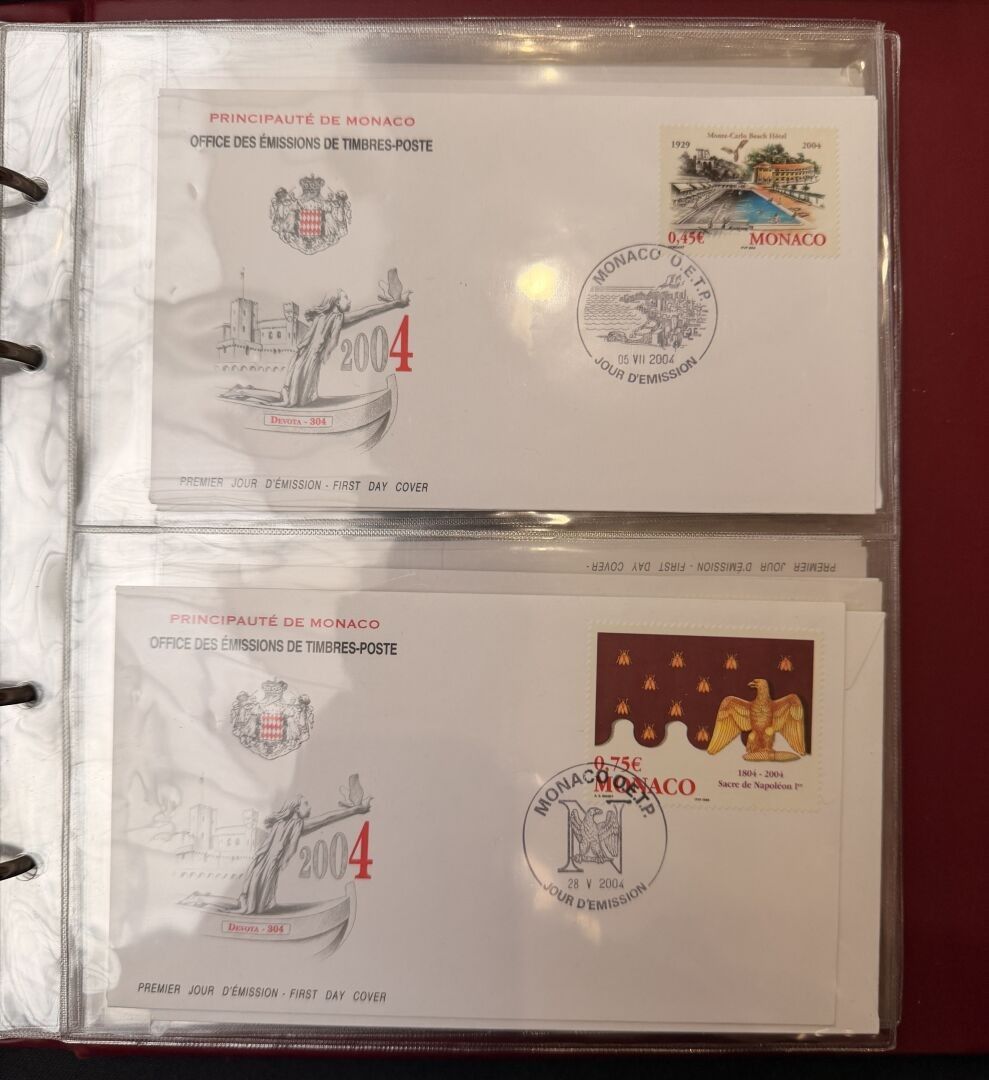 PRINCIPAUTÉ DE MONACO
OFFICE DES ÉMISSIONS DE TIMBRES-POSTE
2004
DEVOTA - 304
PREMIER JOUR D'ÉMISSION - FIRST DAY COVER
Monte-Carlo Beach Hôtel
1929 2004
0,45€ MONACO
MONACO O.E.T.P.
05 VII 2004
JOUR D'EMISSION
PREMIER JOUR D'ÉMISSION - FIRST DAY COVER-
PRINCIPAUTÉ DE MONACO
OFFICE DES ÉMISSIONS DE TIMBRES-POSTE
2004
DEVOTA - 304
PREMIER JOUR D'ÉMISSION - FIRST DAY COVER
0,75€
MONACO
1804 - 2004
Sacre de Napoléon Ier
MONACO O.E.T.P.
N
28 V 2004
JOUR D'EMISSION